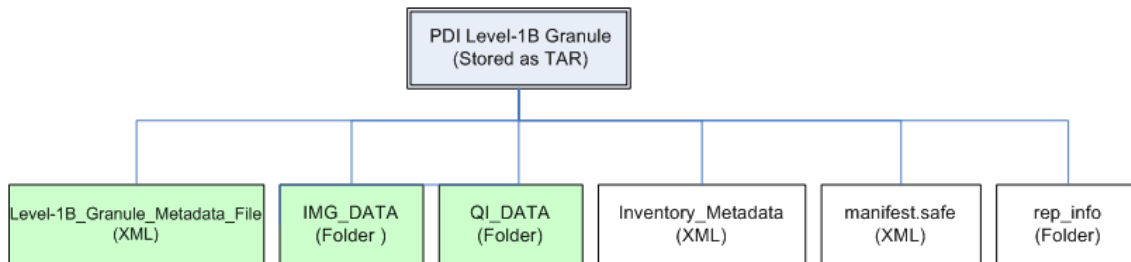 PDI Level-1B Granule
(Stored as TAR)
Level-1B_Granule_Metadata_File
(XML)
IMG_DATA
(Folder )
QI_DATA
(Folder)
Inventory_Metadata
(XML)
manifest.safe
(XML)
rep_info
(Folder)